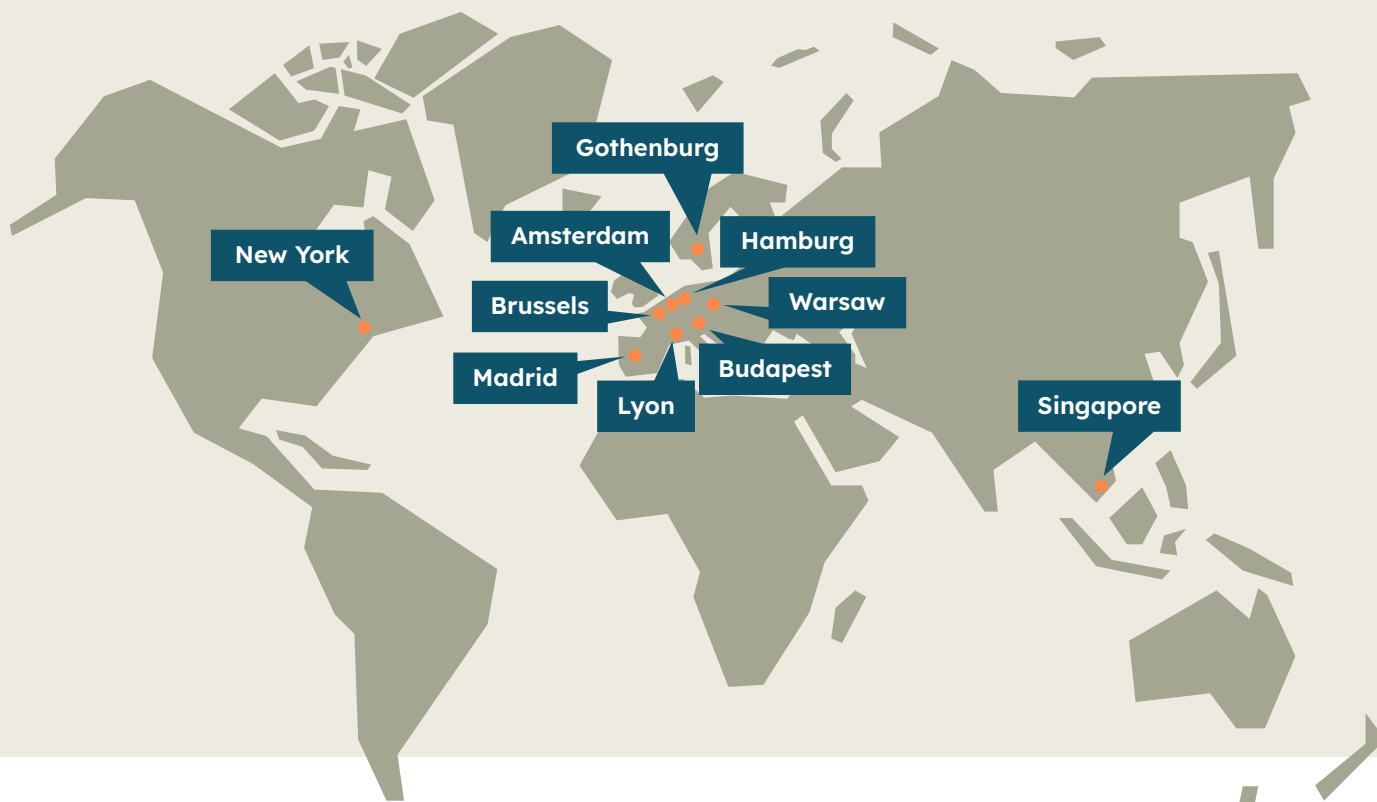 Gothenburg
Amsterdam
Hamburg
New York
Brussels
Warsaw
Madrid
Budapest
Lyon
Singapore